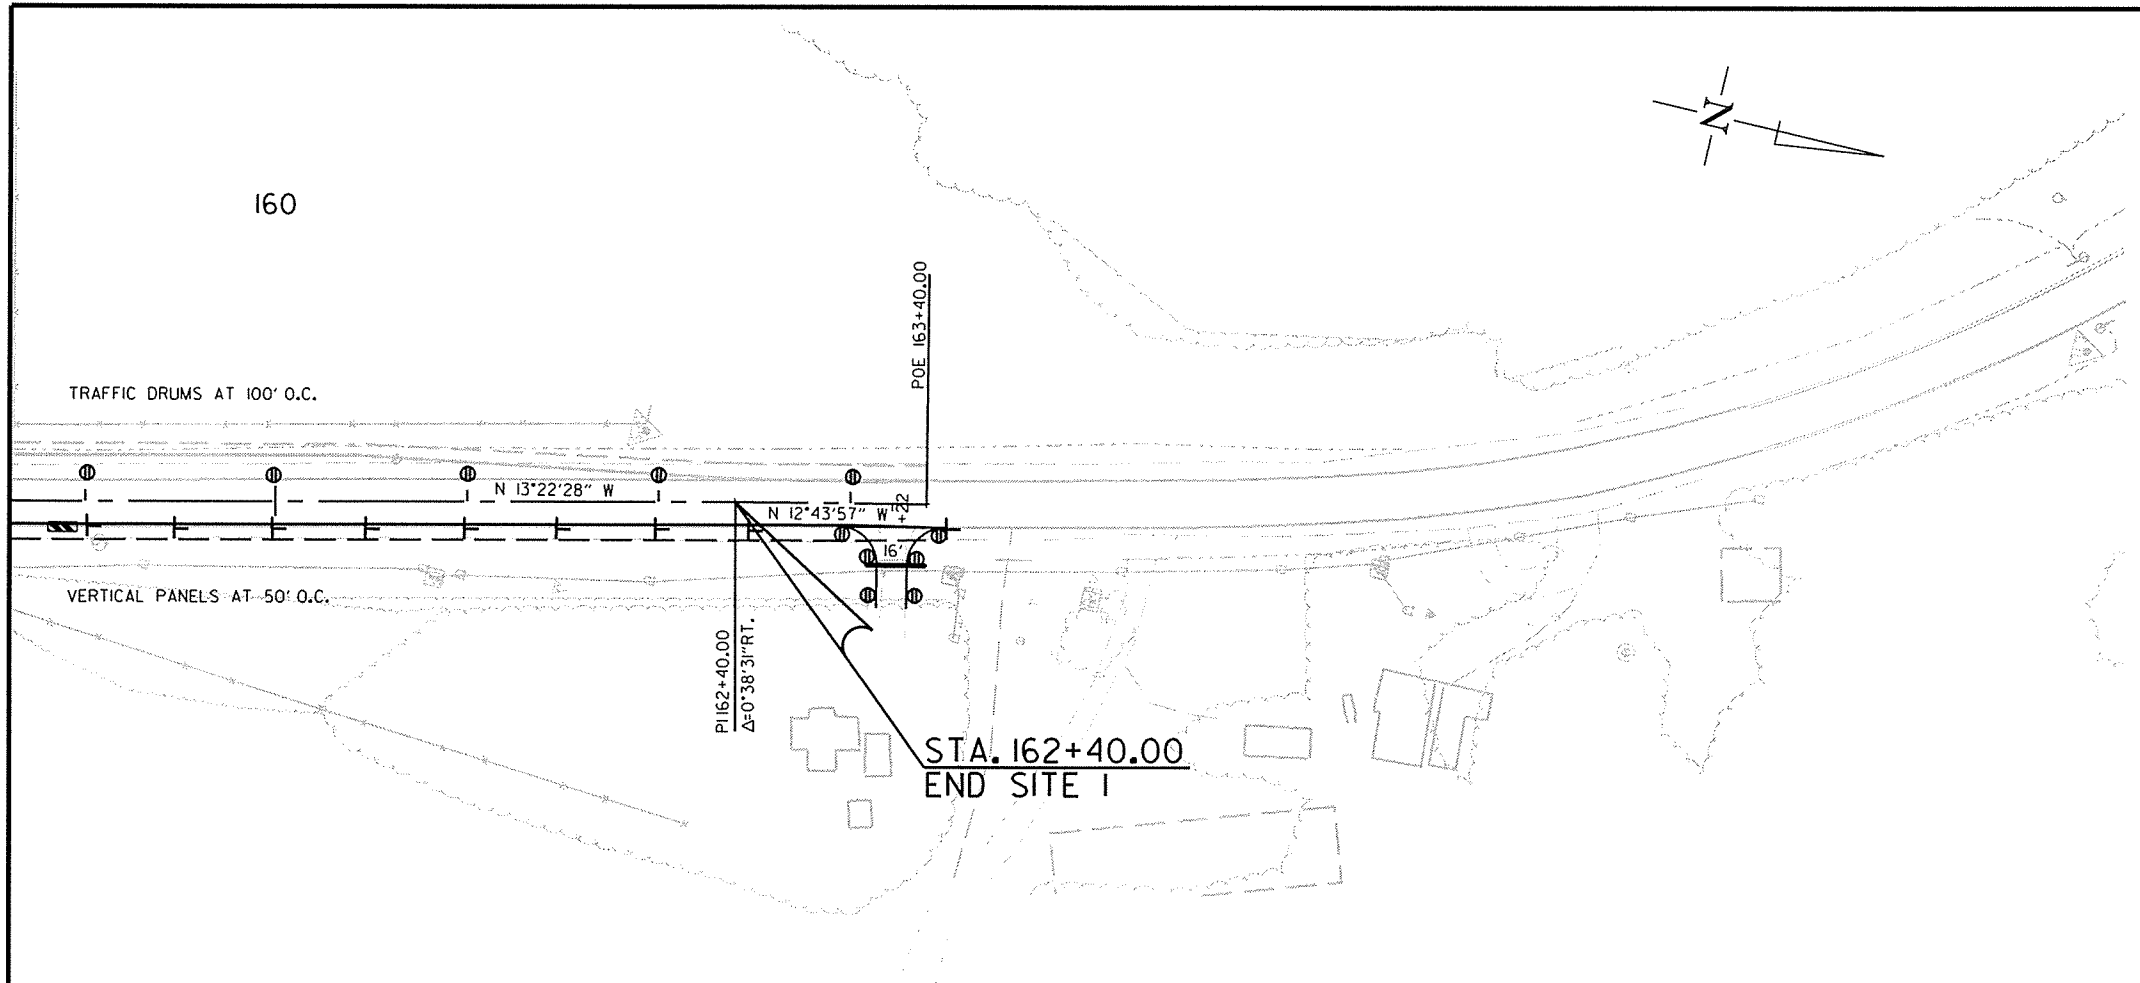 N
160
POE 163+40.00
TRAFFIC DRUMS AT 100' O.C.
N 13°22'28" W
N 12°43'57" W
+22
16'
VERTICAL PANELS AT 50' O.C.
PI 162+40.00
Δ=0°38'31"RT.
STA. 162+40.00
END SITE 1